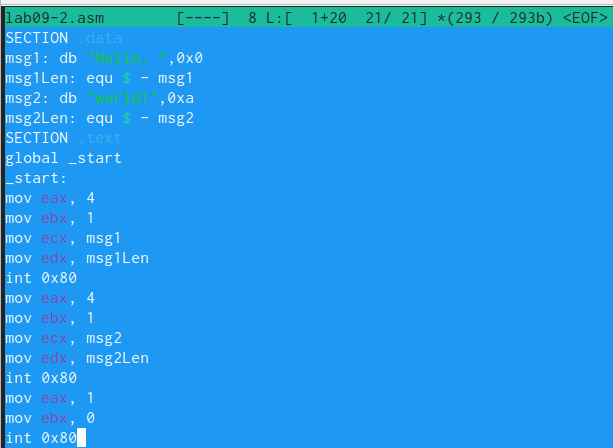 lab09-2.asm [----] 8 L:[ 1+20 21/ 21] *(293 / 293b) <EOF>
SECTION .data
msg1: db "Hello, ",0x0
msg1Len: equ $ - msg1
msg2: db "world!",0xa
msg2Len: equ $ - msg2
SECTION .text
global _start
_start:
mov eax, 4
mov ebx, 1
mov ecx, msg1
mov edx, msg1Len
int 0x80
mov eax, 4
mov ebx, 1
mov ecx, msg2
mov edx, msg2Len
int 0x80
mov eax, 1
mov ebx, 0
int 0x80